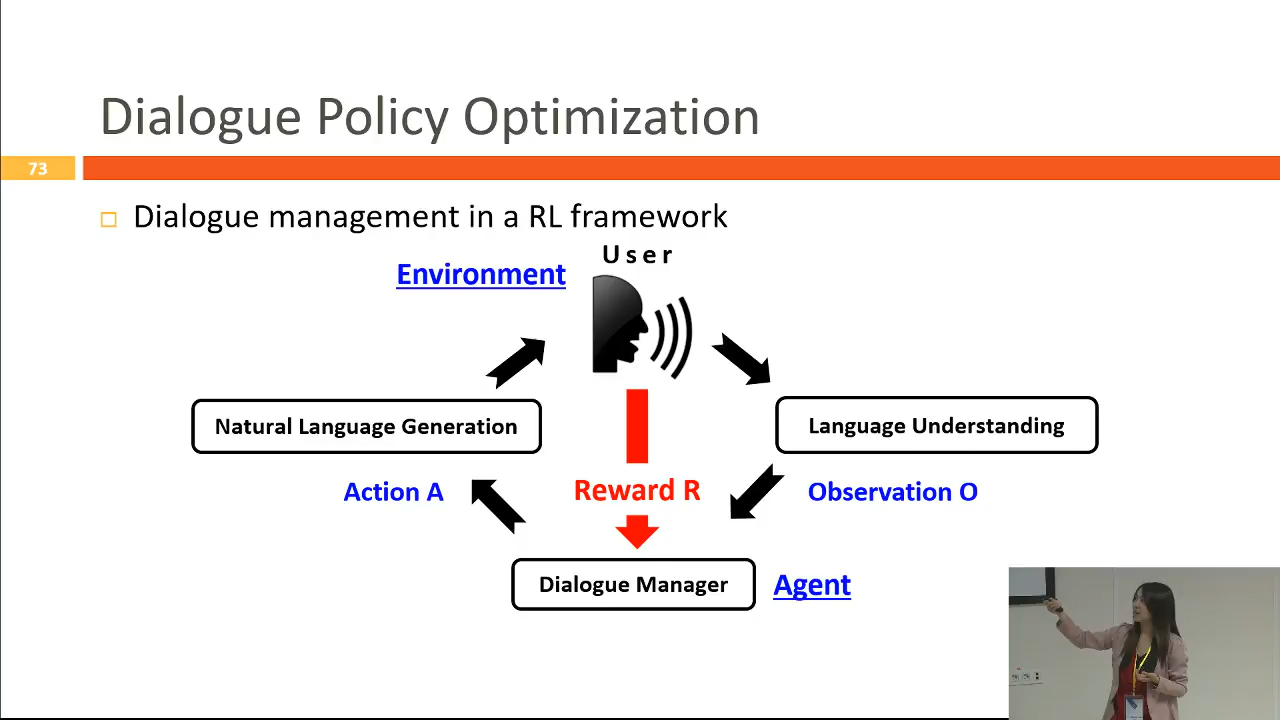 Dialogue Policy Optimization
73
Dialogue management in a RL framework
User
Environment
Natural Language Generation
Language Understanding
Action A
Reward R
Observation O
Dialogue Manager
Agent